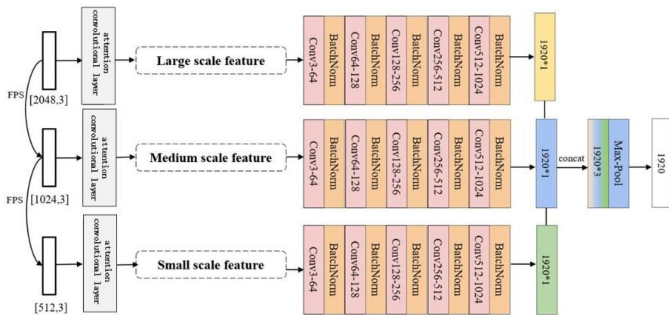 [2048,3]
attention
convolutional layer
Large scale feature
Conv3-64
BatchNorm
Conv64-128
BatchNorm
Conv128-256
BatchNorm
Conv256-512
BatchNorm
Conv512-1024
BatchNorm
1920*1
FPS
[1024,3]
attention
convolutional layer
Medium scale feature
Conv3-64
BatchNorm
Conv64-128
BatchNorm
Conv128-256
BatchNorm
Conv256-512
BatchNorm
Conv512-1024
BatchNorm
1920*1
concat
1920*3
Max-Pool
1920
FPS
[512,3]
attention
convolutional layer
Small scale feature
Conv3-64
BatchNorm
Conv64-128
BatchNorm
Conv128-256
BatchNorm
Conv256-512
BatchNorm
Conv512-1024
BatchNorm
1920*1